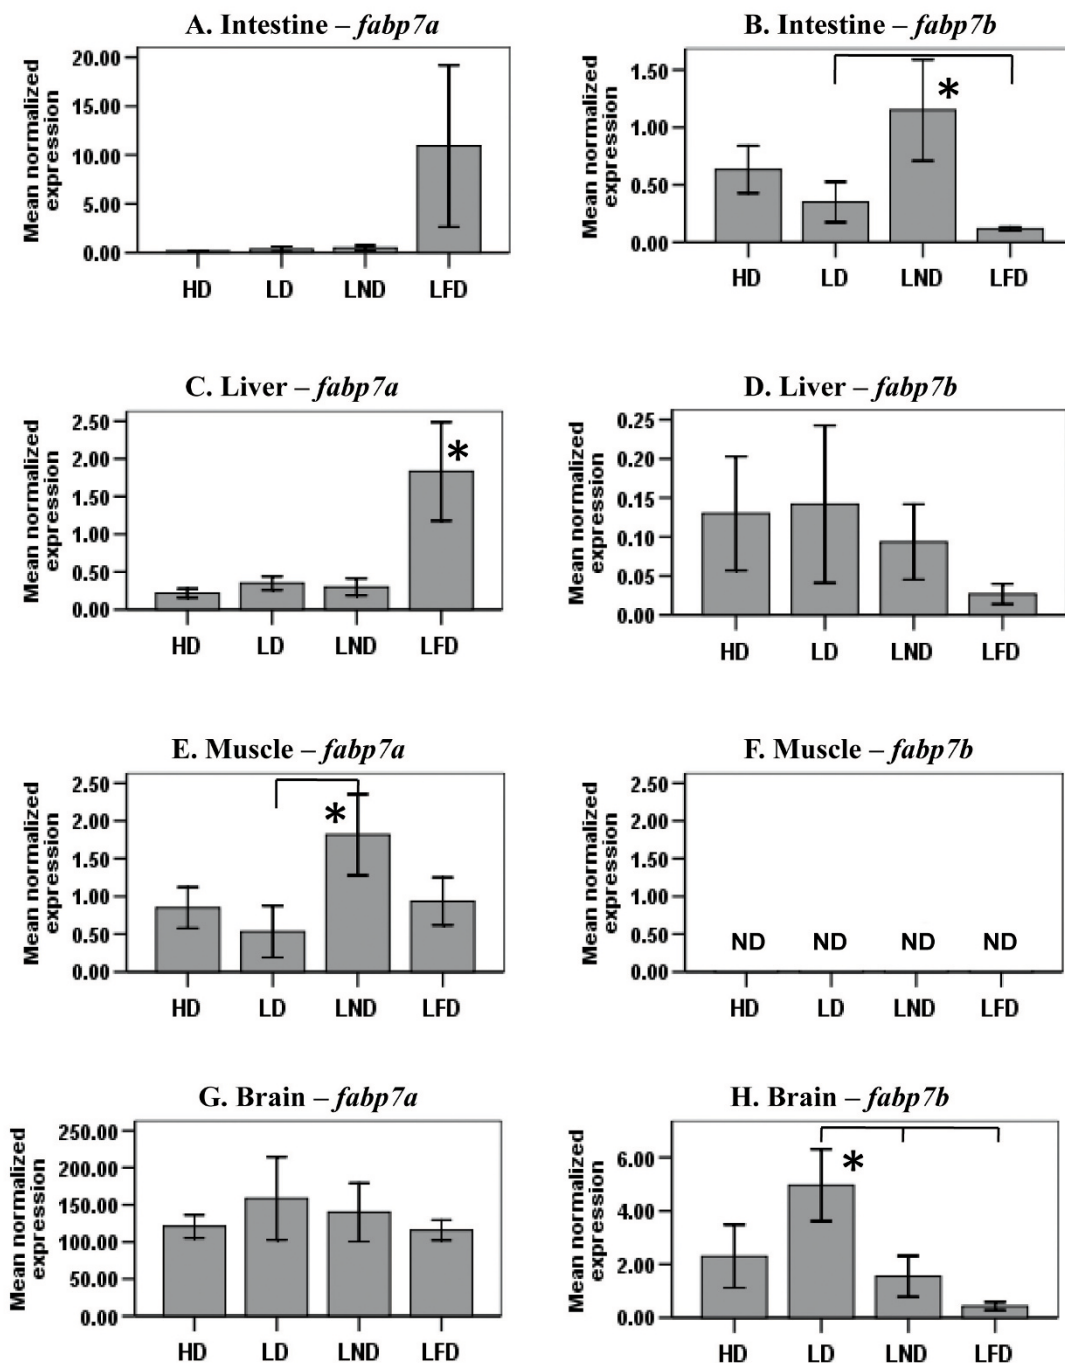 A. Intestine – fabp7a
Mean normalized
expression
20.00
15.00
10.00
5.00
0.00
HD LD LND LFD
B. Intestine – fabp7b
Mean normalized
expression
1.50
1.00
0.50
0.00
*
HD LD LND LFD
C. Liver – fabp7a
Mean normalized
expression
2.50
2.00
1.50
1.00
0.50
0.00
*
HD LD LND LFD
D. Liver – fabp7b
Mean normalized
expression
0.25
0.20
0.15
0.10
0.05
0.00
HD LD LND LFD
E. Muscle – fabp7a
Mean normalized
expression
2.50
2.00
1.50
1.00
0.50
0.00
*
HD LD LND LFD
F. Muscle – fabp7b
Mean normalized
expression
2.50
2.00
1.50
1.00
0.50
0.00
ND ND ND ND
HD LD LND LFD
G. Brain – fabp7a
Mean normalized
expression
250.00
200.00
150.00
100.00
50.00
0.00
HD LD LND LFD
H. Brain – fabp7b
Mean normalized
expression
6.00
4.00
2.00
0.00
*
HD LD LND LFD